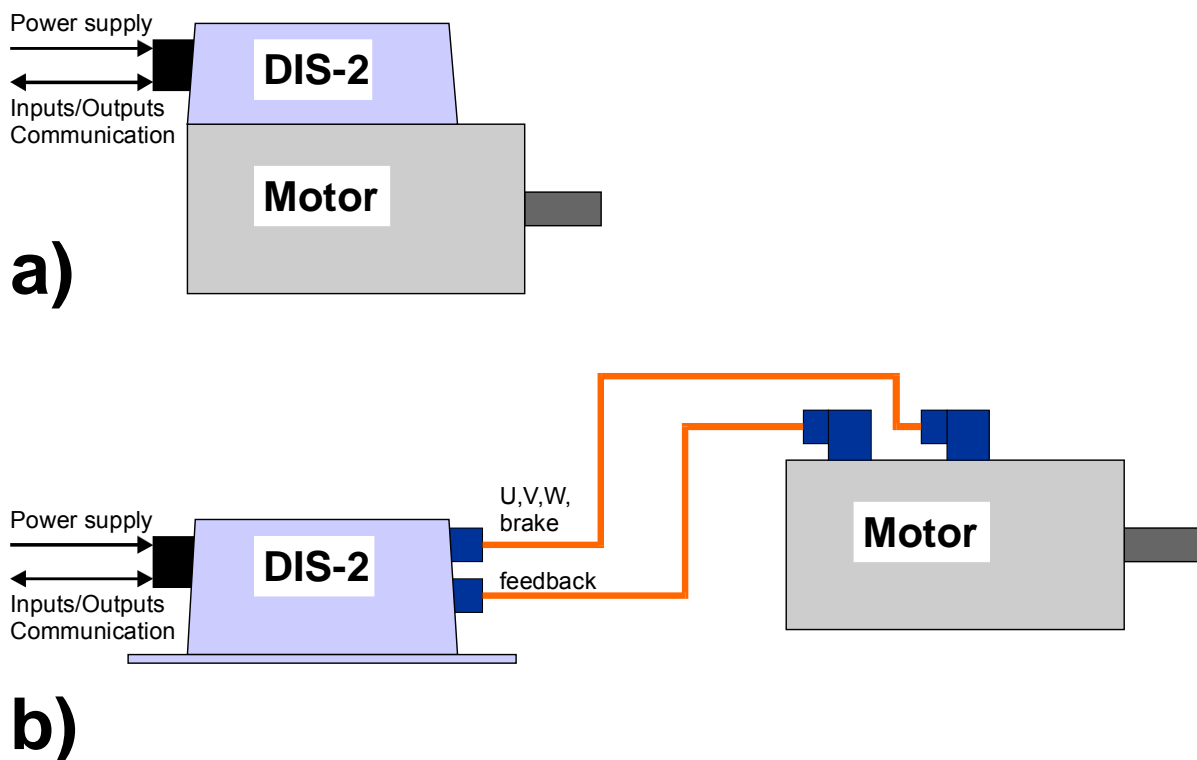 Power supply
DIS-2
Inputs/Outputs
Communication
Motor
a)
U,V,W,
brake
Power supply
Motor
DIS-2
feedback
Inputs/Outputs
Communication
b)